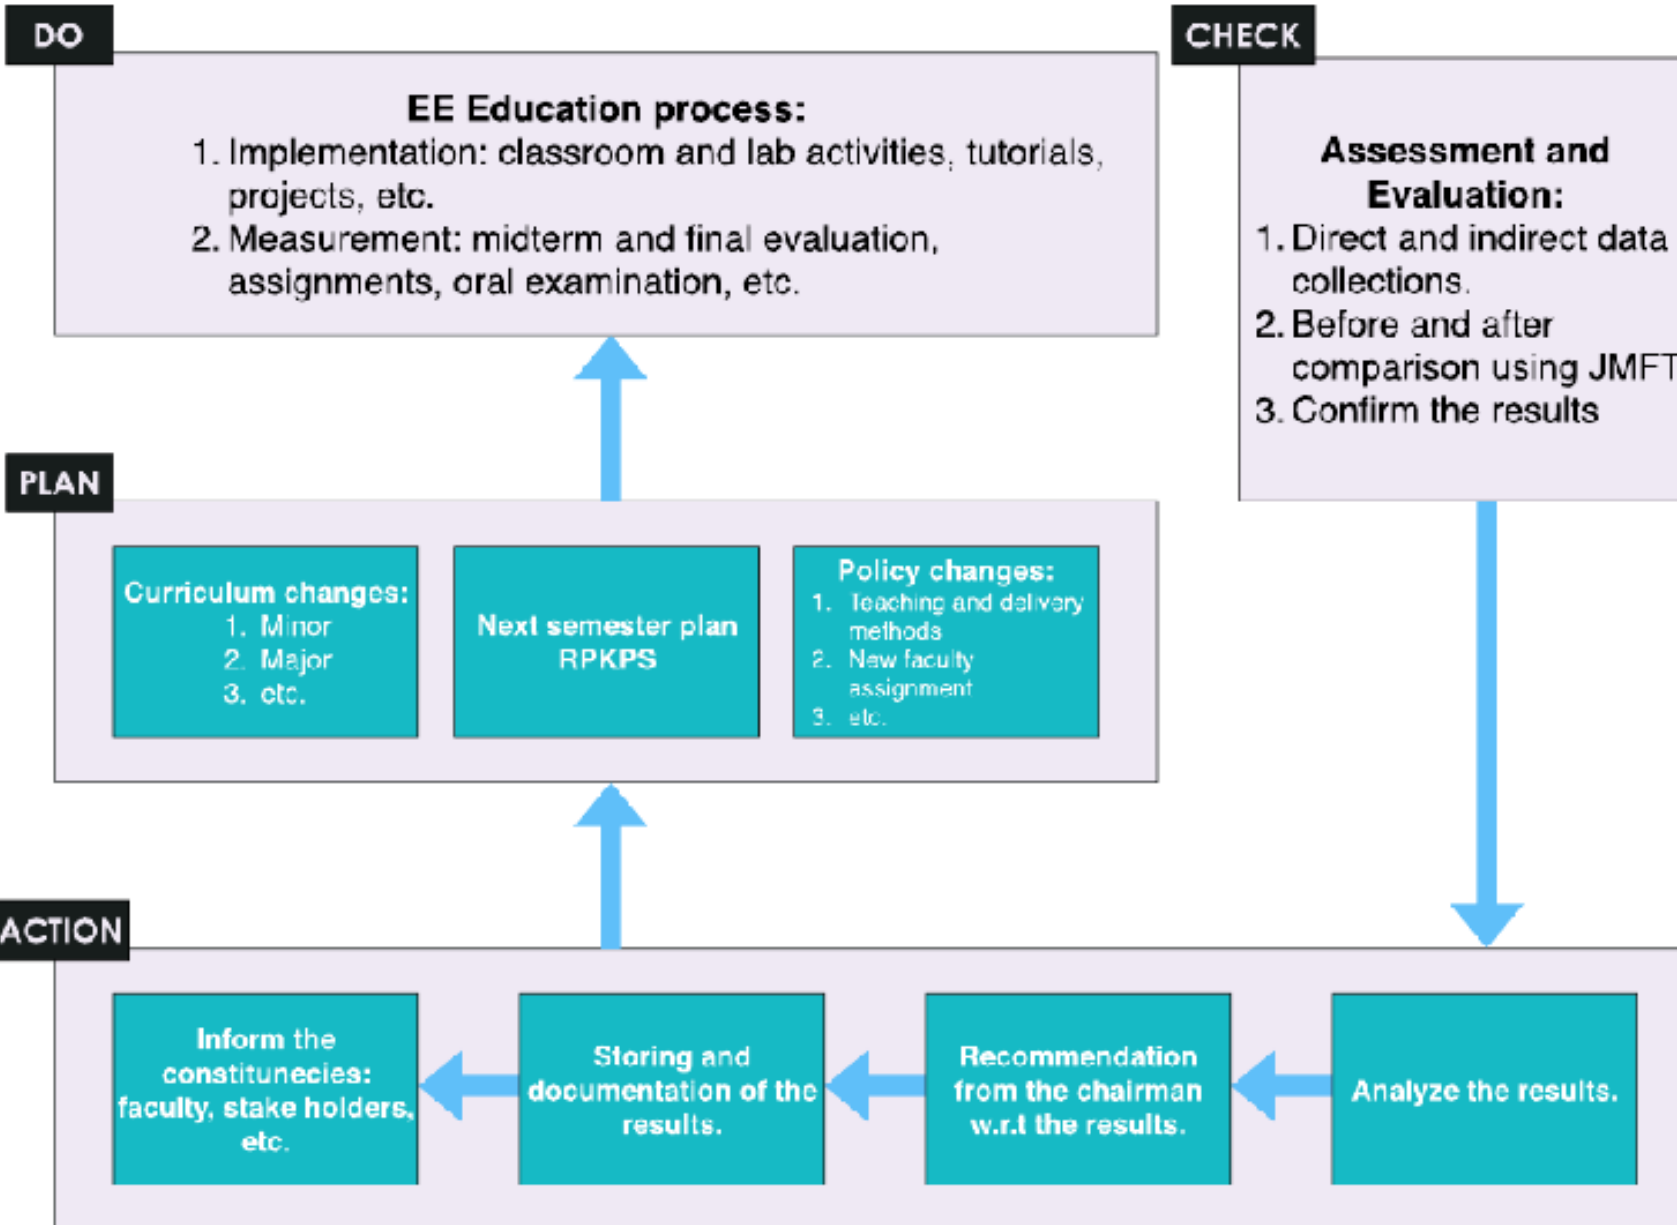 DO
EE Education process:
1. Implementation: classroom and lab activities, tutorials,
projects, etc.
2. Measurement: midterm and final evaluation,
assignments, oral examination, etc.
CHECK
Assessment and
Evaluation:
1. Direct and indirect data
collections.
2. Before and after
comparison using JMFT
3. Confirm the results
PLAN
Curriculum changes:
1. Minor
2. Major
3. etc.
Next semester plan
RPKPS
Policy changes:
1. Teaching and delivery
methods
2. New faculty
assignment
3. etc.
ACTION
Inform the
constitunecies:
faculty, stake holders,
etc.
Storing and
documentation of the
results.
Recommendation
from the chairman
w.r.t the results.
Analyze the results.